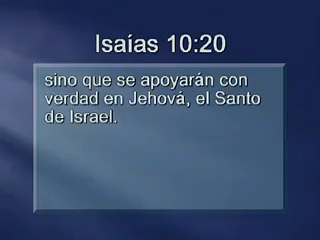 Isaías 10:20
sino que se apoyarán con
verdad en Jehová, el Santo
de Israel.